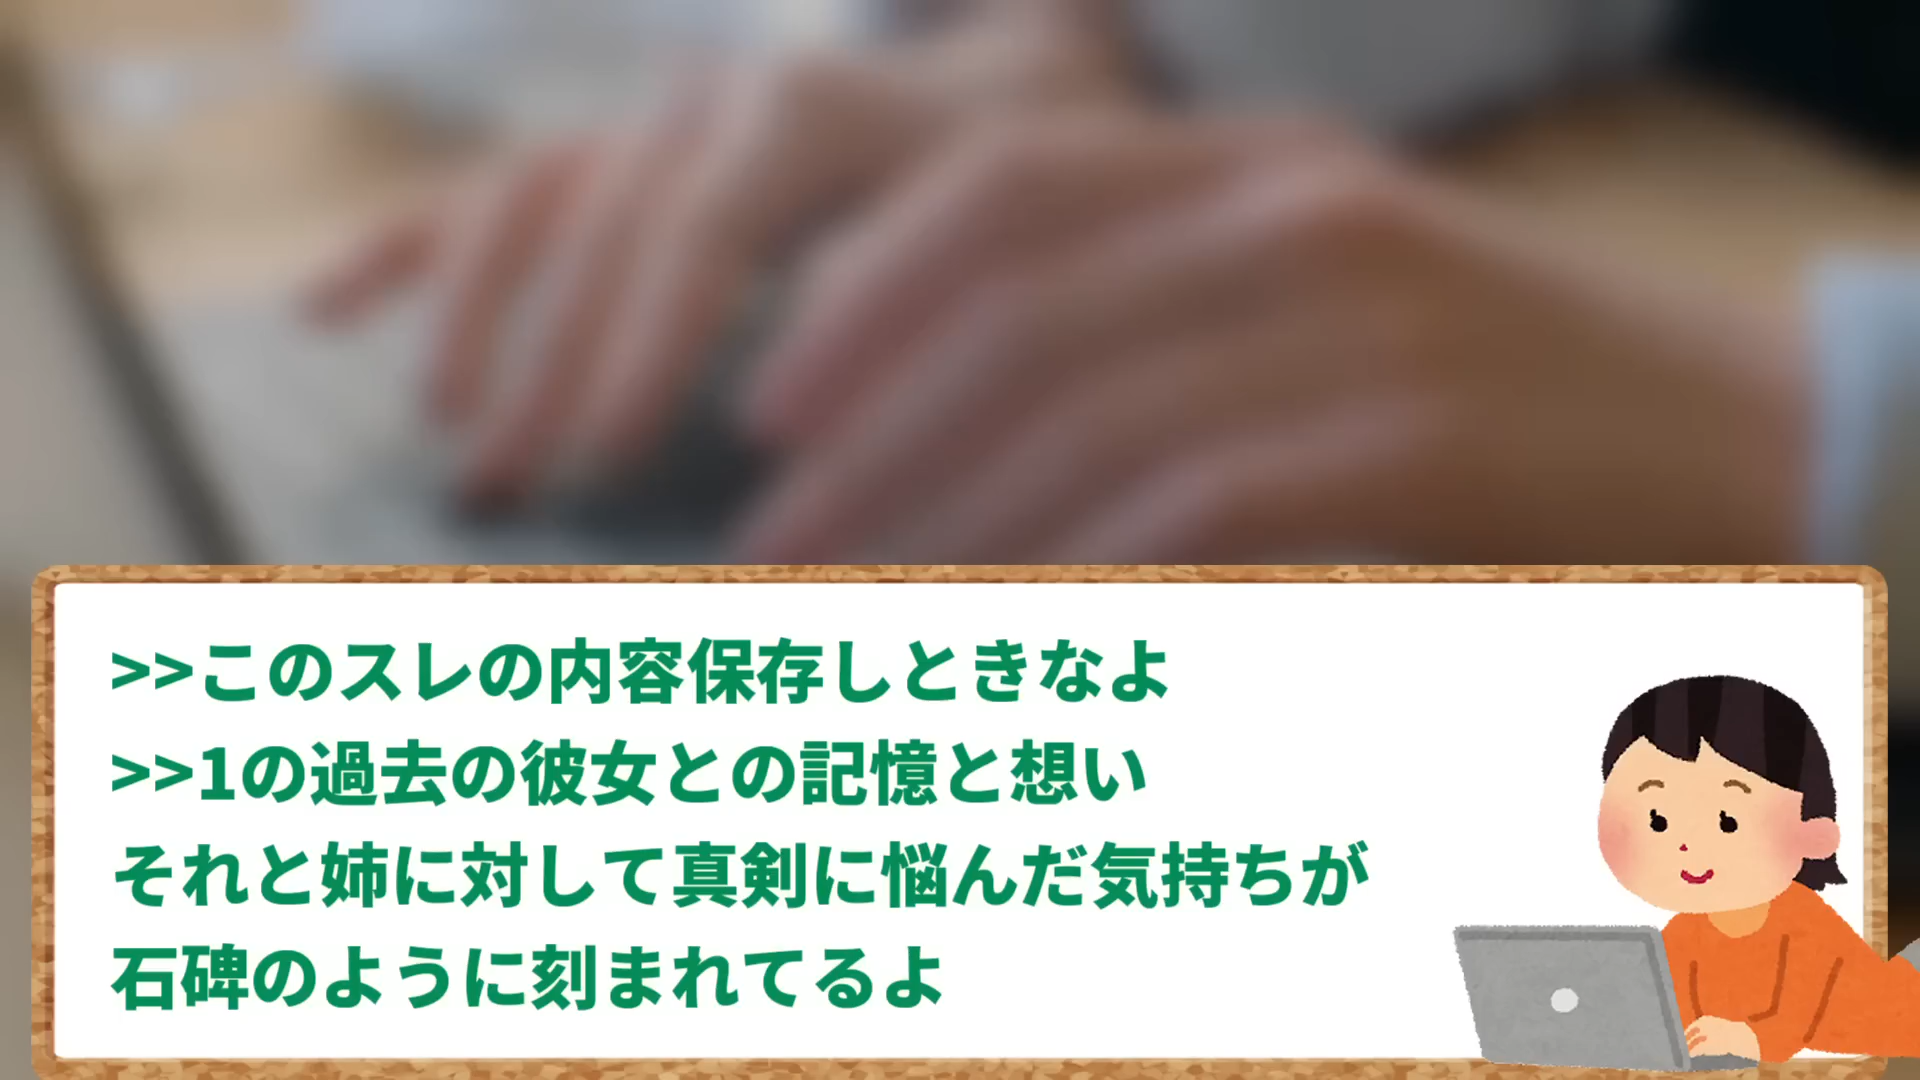 >>このスレの内容保存しときなよ
>>1の過去の彼女との記憶と想い
それと姉に対して真剣に悩んだ気持ちが
石碑のように刻まれてるよ